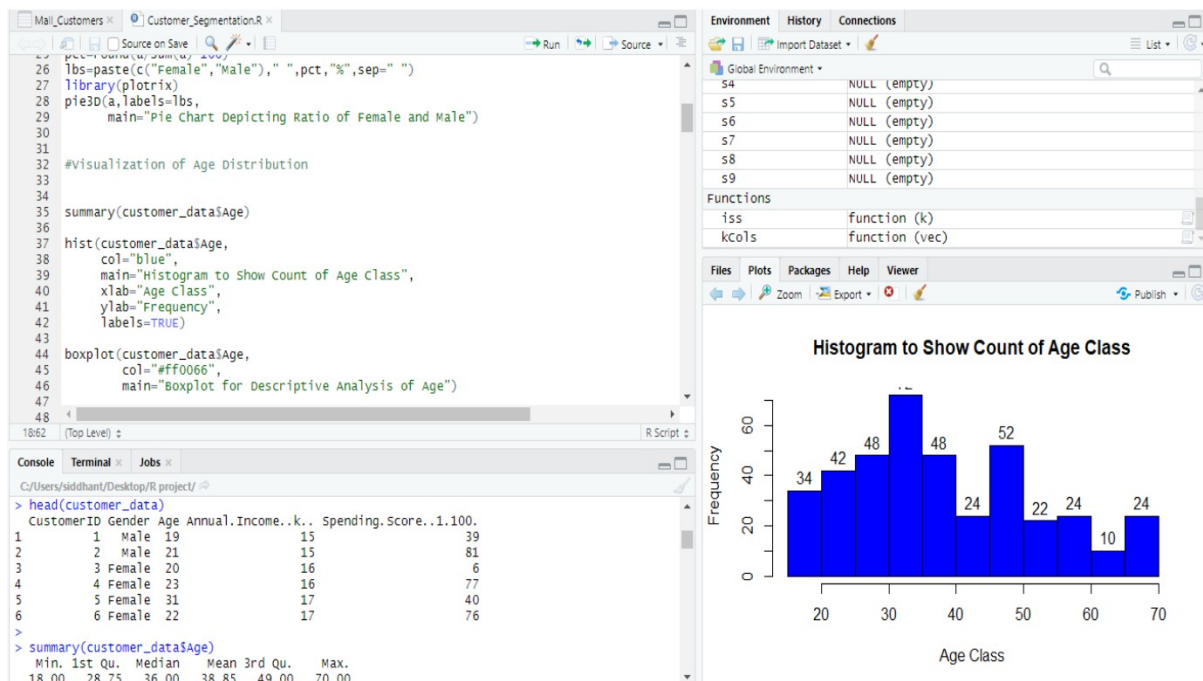 Mall_Customers
Customer_Segmentation.R
Source on Save
Run
Source
26 lbs=paste(c("Female","Male")," ",pct,"%",sep=" ")
27 library(plotrix)
28 pie3D(a,labels=lbs,
29 main="Pie Chart Depicting Ratio of Female and Male")
30
31
32 #Visualization of Age Distribution
33
34
35 summary(customer_data$Age)
36
37 hist(customer_data$Age,
38 col="blue",
39 main="Histogram to Show Count of Age Class",
40 xlab="Age Class",
41 ylab="Frequency",
42 labels=TRUE)
43
44 boxplot(customer_data$Age,
45 col="#ff0066",
46 main="Boxplot for Descriptive Analysis of Age")
47
48
18:62 (Top Level) R Script
Console Terminal Jobs
C:/Users/siddhant/Desktop/R project/
> head(customer_data)
CustomerID Gender Age Annual.Income..k.. Spending.Score..1.100.
1 1 Male 19 15 39
2 2 Male 21 15 81
3 3 Female 20 16 6
4 4 Female 23 16 77
5 5 Female 31 17 40
6 6 Female 22 17 76
>
> summary(customer_data$Age)
Min. 1st Qu. Median Mean 3rd Qu. Max.
18.00 28.75 36.00 38.85 49.00 70.00
Environment History Connections
Import Dataset List
Global Environment
s4 NULL (empty)
s5 NULL (empty)
s6 NULL (empty)
s7 NULL (empty)
s8 NULL (empty)
s9 NULL (empty)
Functions
iss function (k)
kCols function (vec)
Files Plots Packages Help Viewer
Zoom Export Publish
Histogram to Show Count of Age Class
Frequency
0 20 40 60
34 42 48 48 24 52 22 24 10 24
20 30 40 50 60 70
Age Class